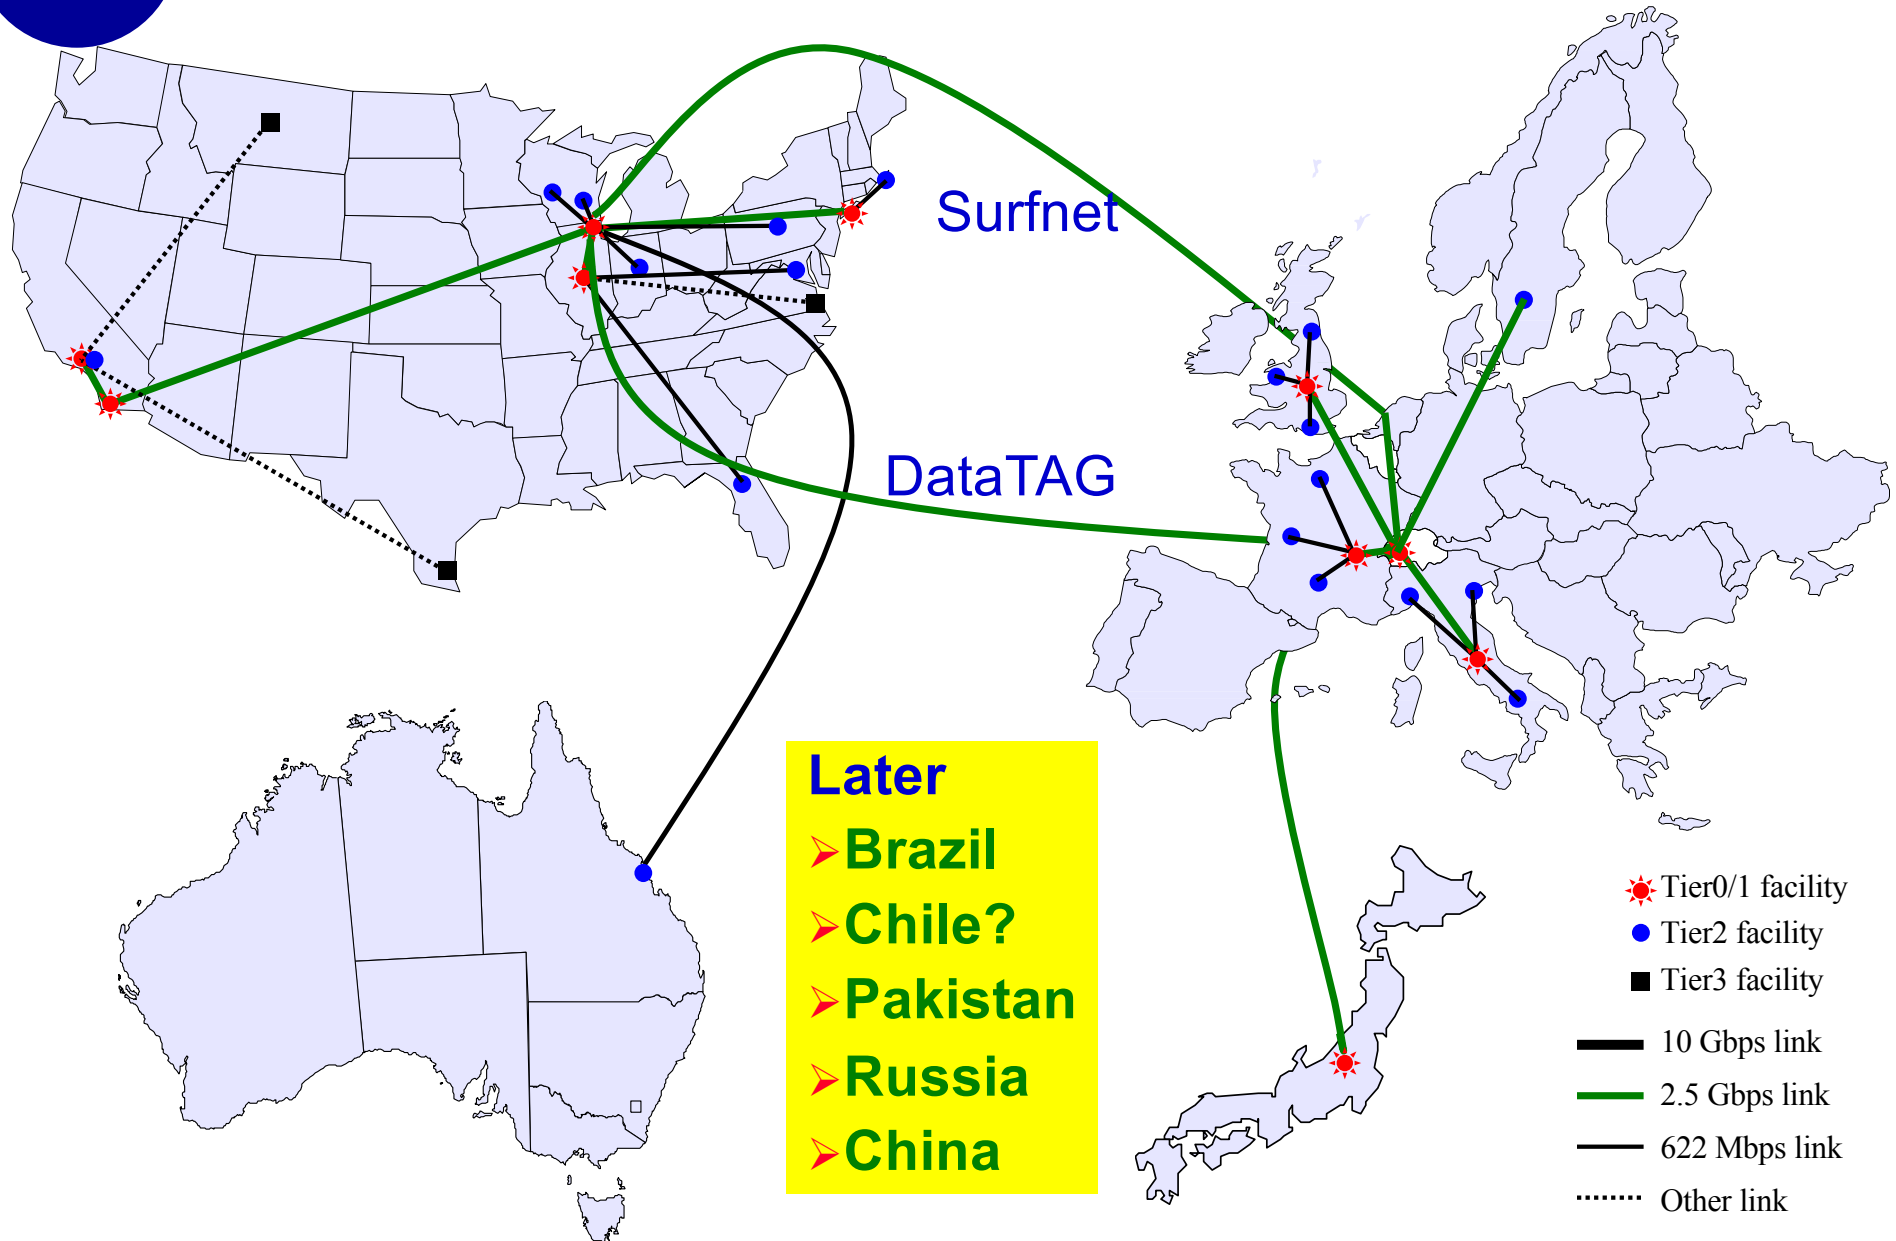 Surfnet
DataTAG
Later
➢Brazil
➢Chile?
➢Pakistan
➢Russia
➢China
Tier0/1 facility
Tier2 facility
Tier3 facility
10 Gbps link
2.5 Gbps link
622 Mbps link
Other link